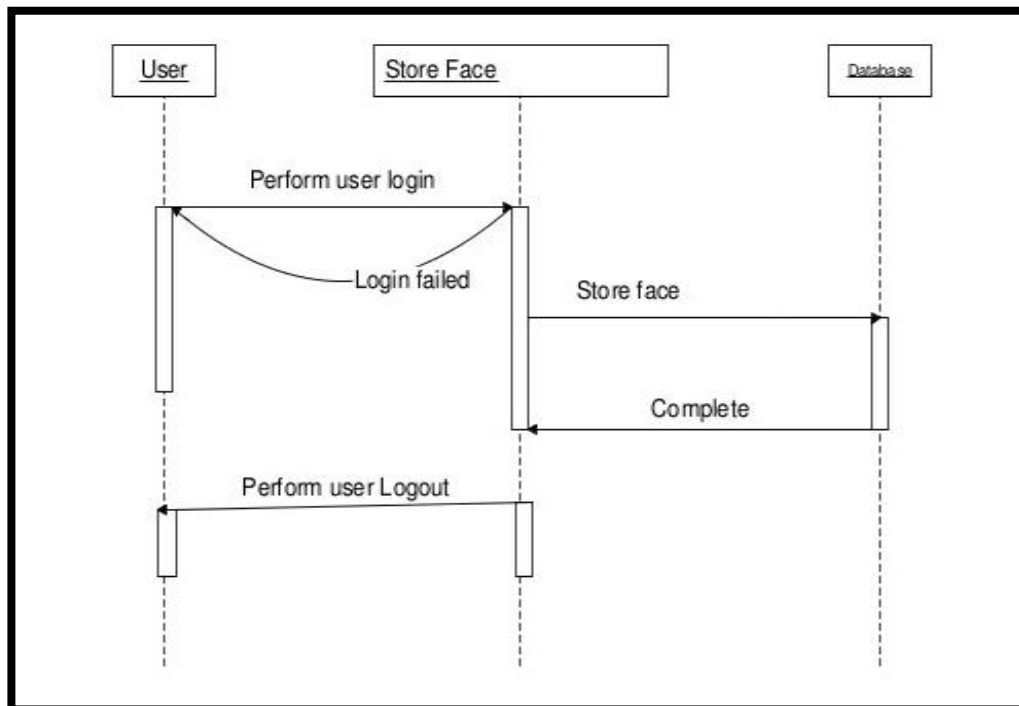 User
Store Face
Database
Perform user login
Login failed
Store face
Complete
Perform user Logout